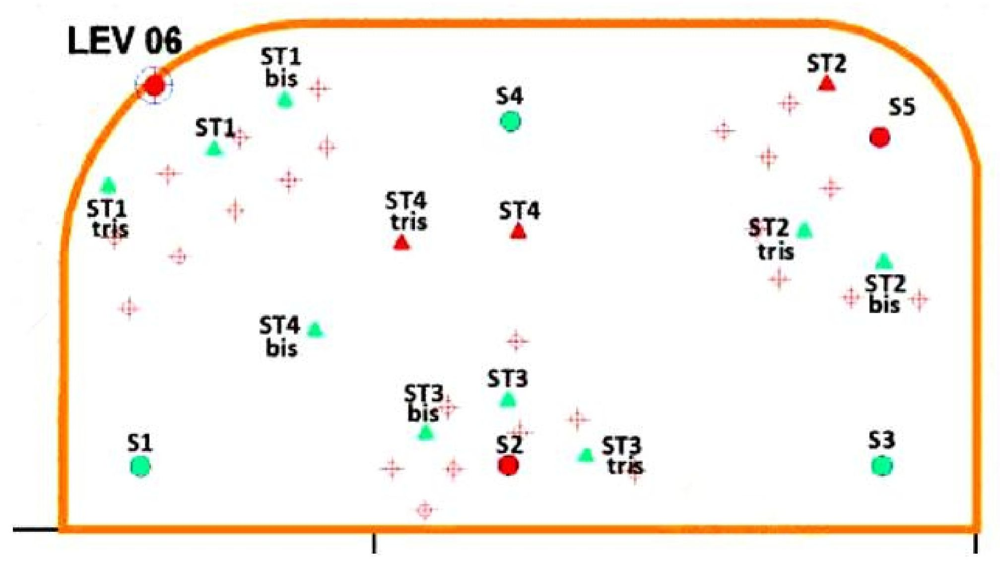 LEV 06
ST1
bis
ST2
S4
S5
ST1
ST4
tris
ST4
ST1
tris
ST2
tris
ST2
bis
ST4
bis
ST3
ST3
bis
S1
S2
ST3
tris
S3